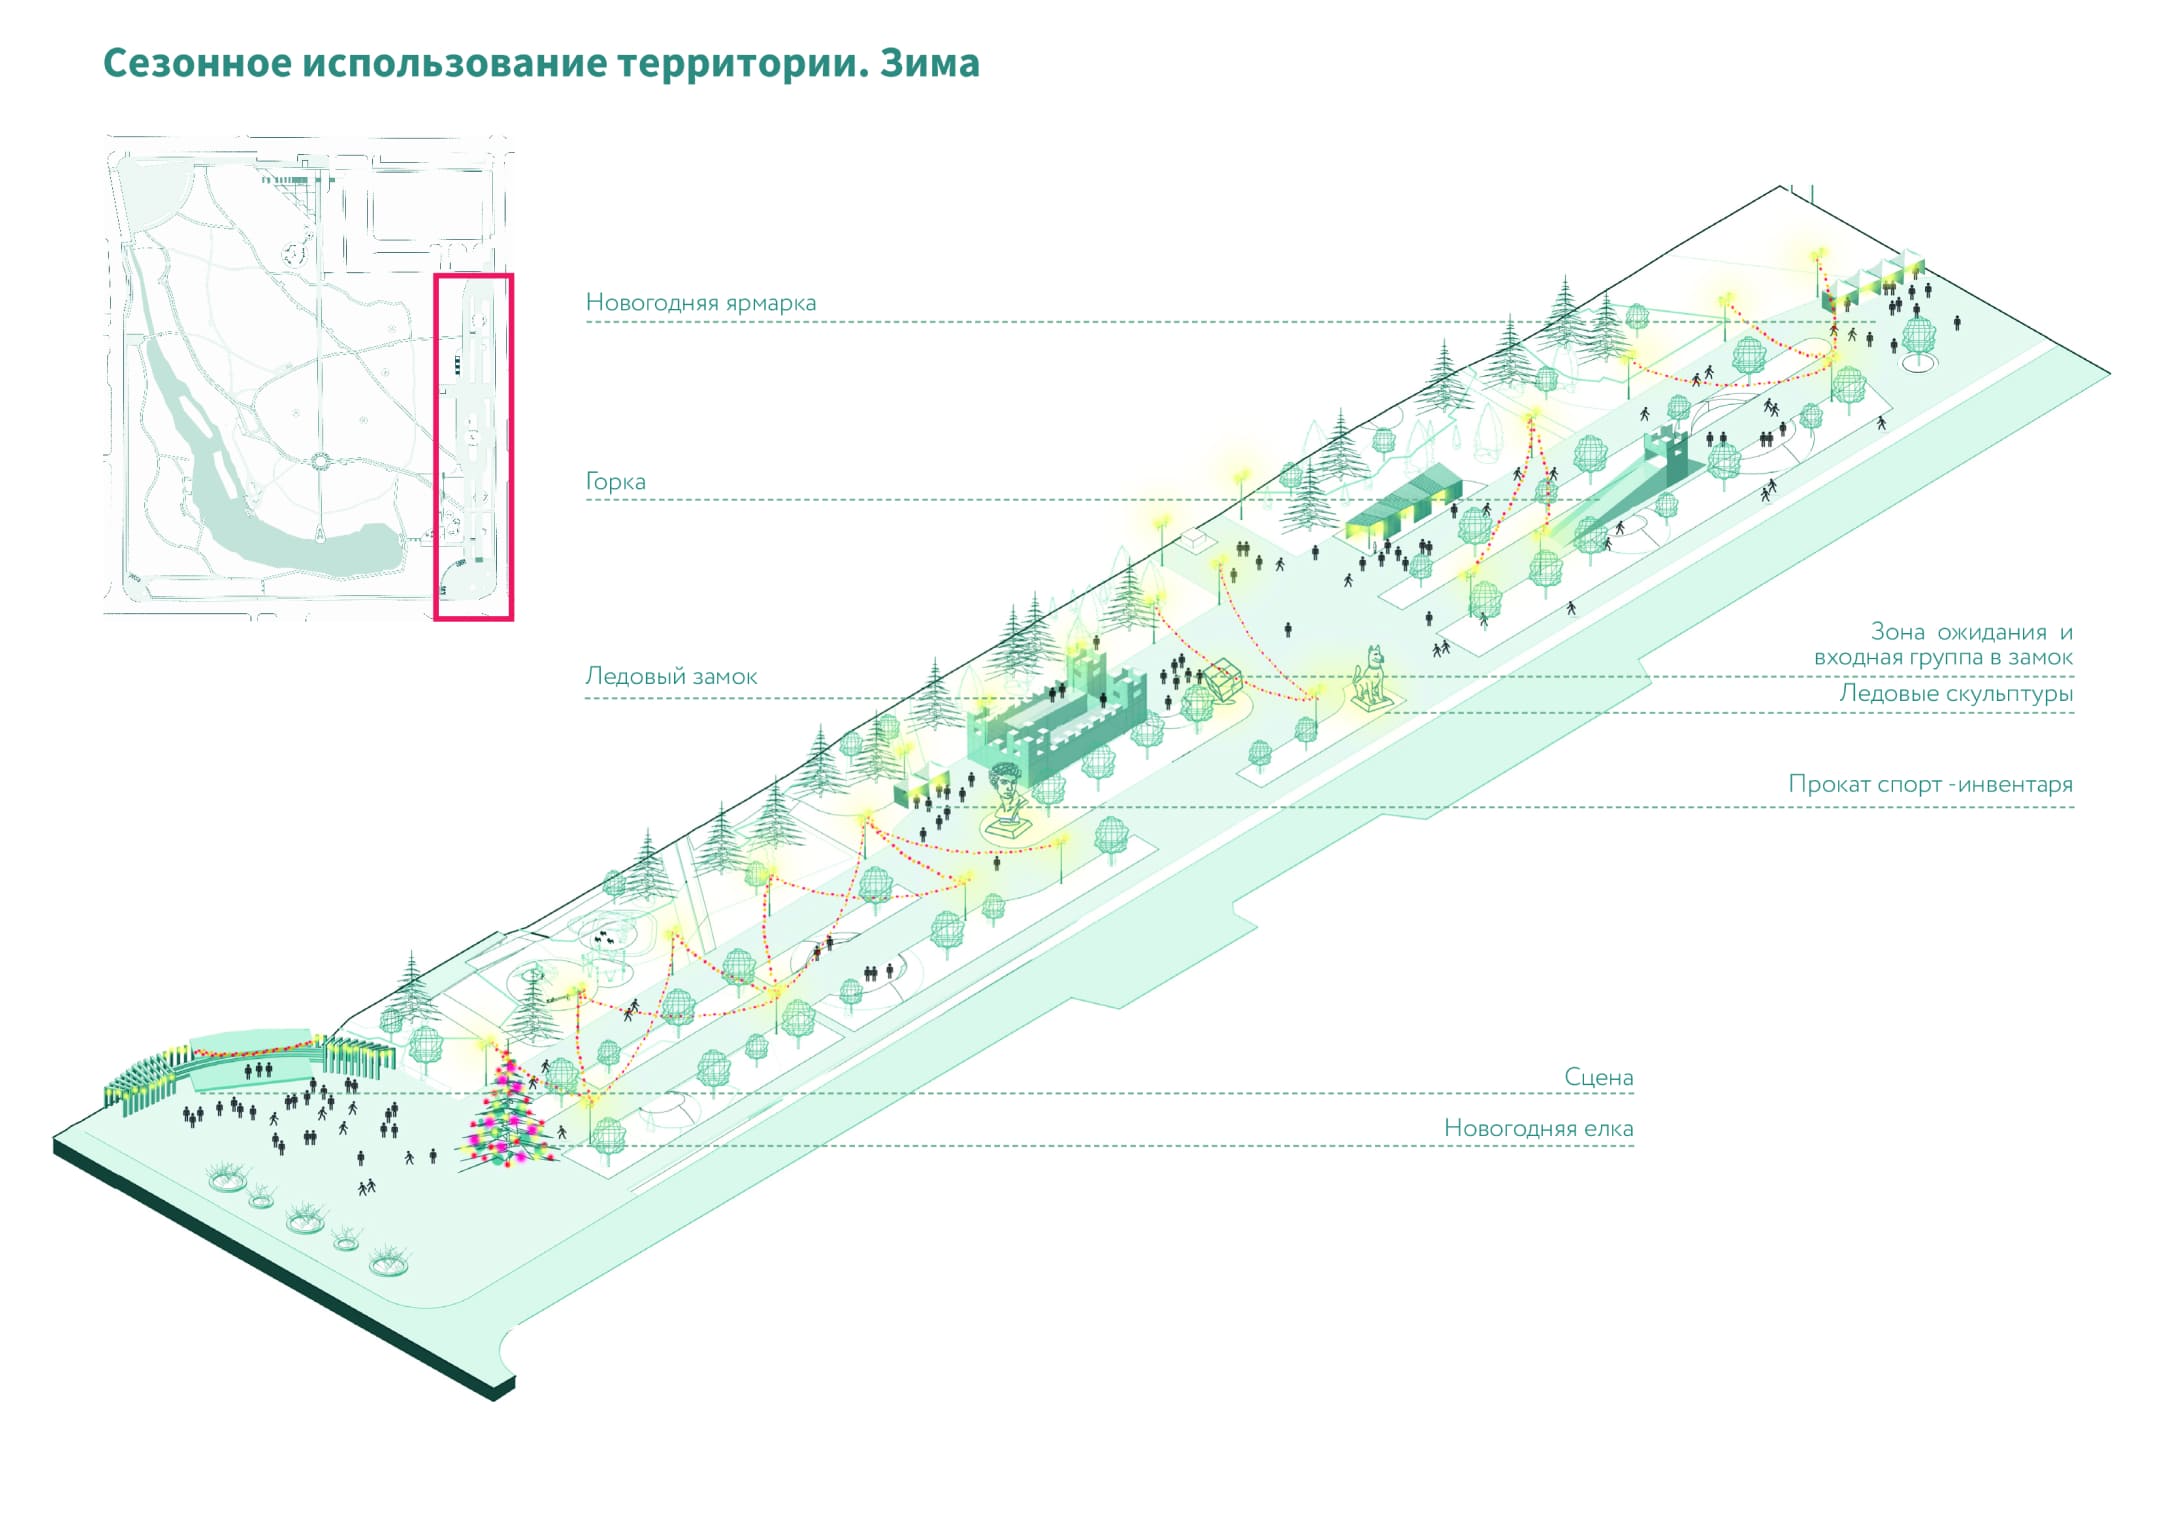 Сезонное использование территории. Зима
Новогодняя ярмарка
Горка
Ледовый замок
Зона ожидания и
входная группа в замок
Ледовые скульптуры
Прокат спорт -инвентаря
Сцена
Новогодняя елка